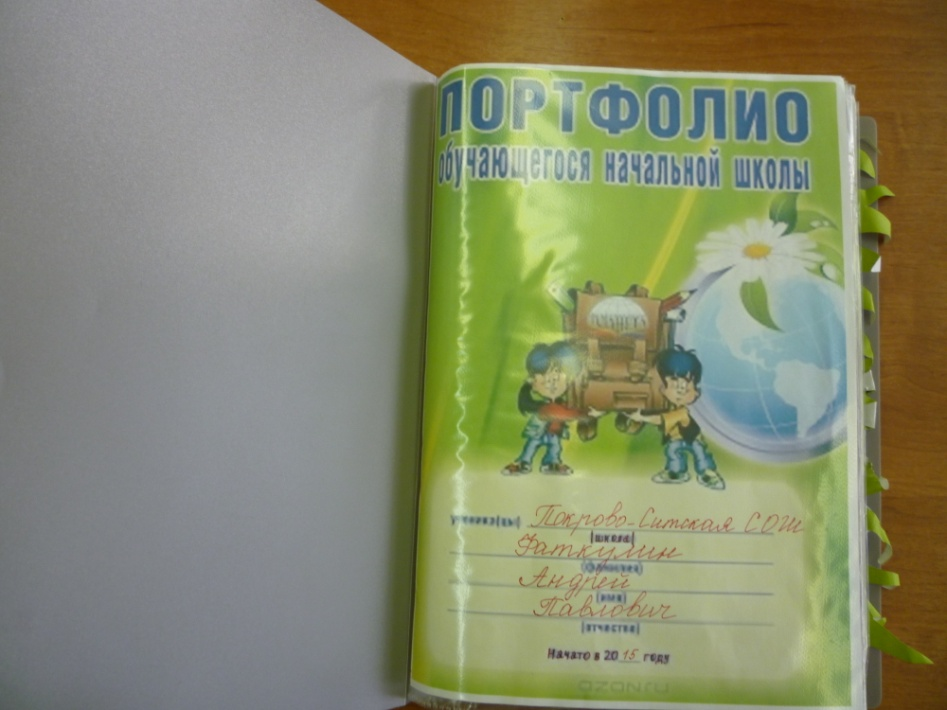 ПОРТФОЛИО
обучающегося начальной школы
ПЛАНЕТА
ученика(цы) Покрово-Ситская СОШ
(школа)
Фаткулин
(фамилия)
Андрей
(имя)
Павлович
(отчество)
Начато в 2015 году
OZON.RU